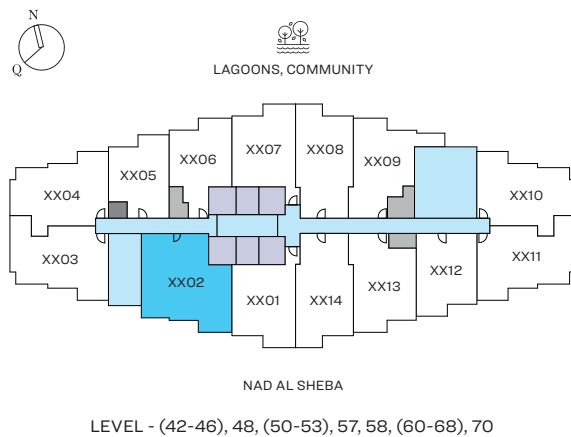 N
Q
LAGOONS, COMMUNITY
XX07 XX08
XX06 XX09
XX05
XX04 XX10
XX03 XX11
XX02 XX12
XX01 XX14 XX13
NAD AL SHEBA
LEVEL - (42-46), 48, (50-53), 57, 58, (60-68), 70